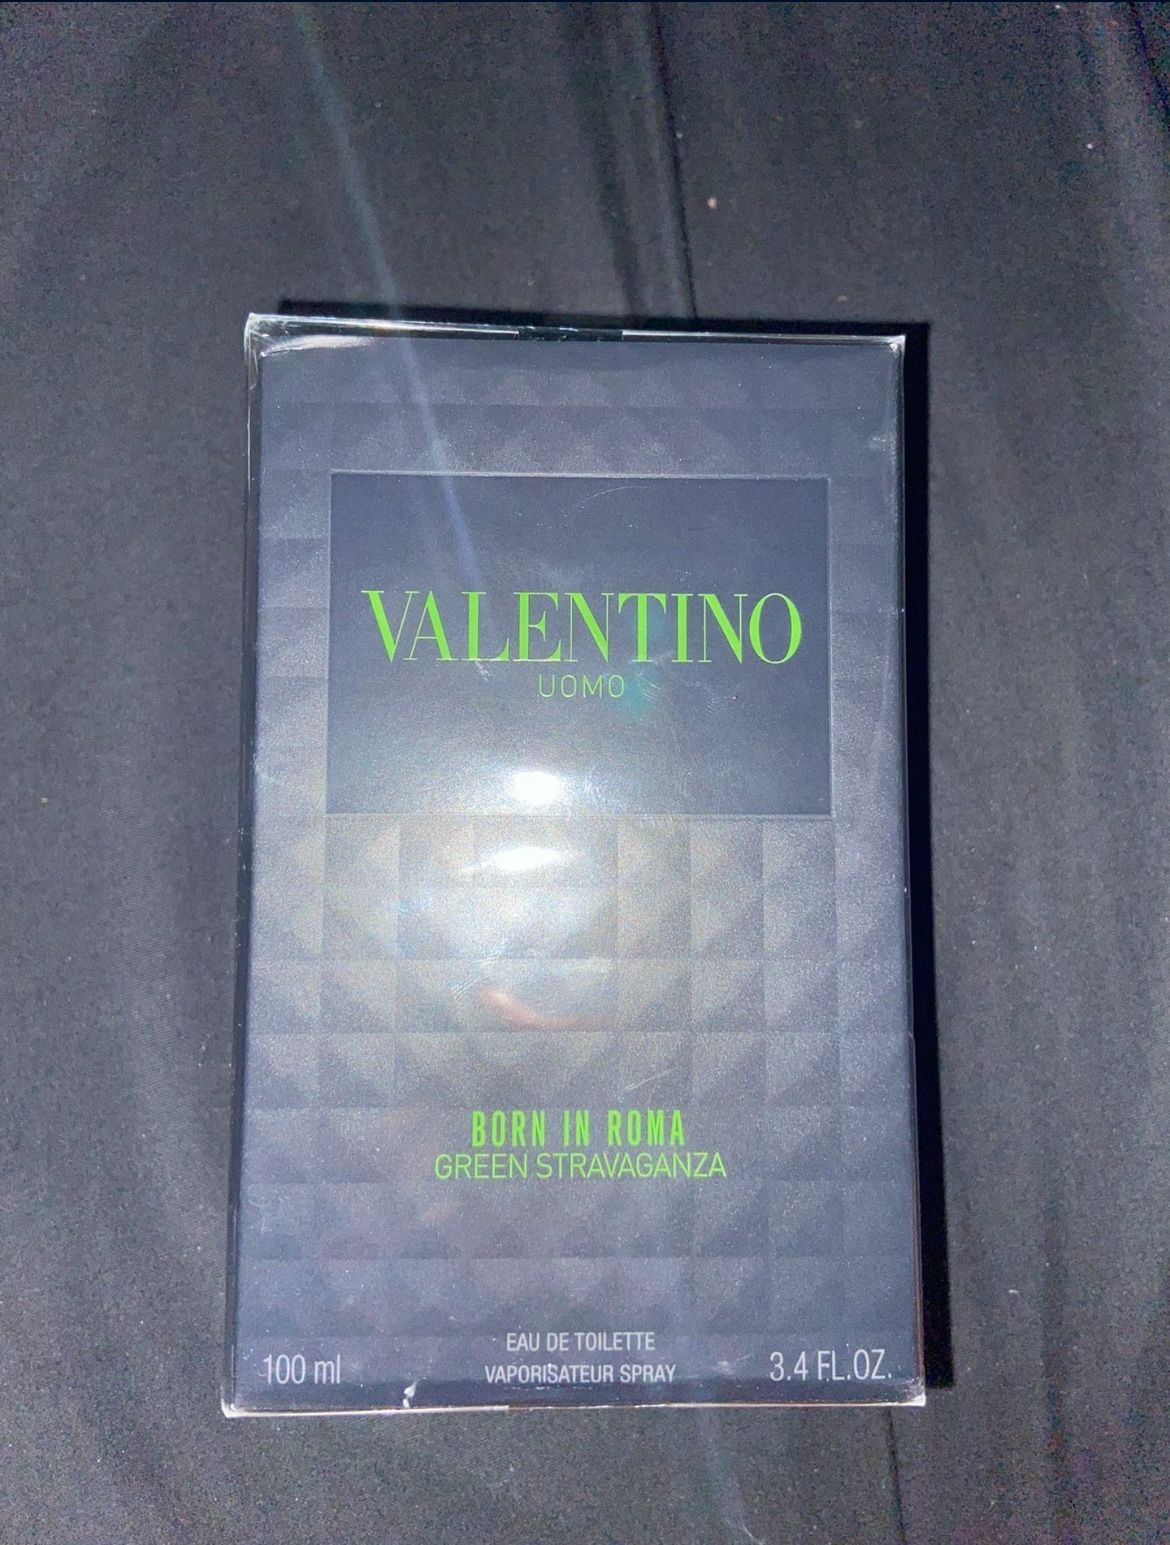 VALENTINO
UOMO
BORN IN ROMA
GREEN STRAVAGANZA
EAU DE TOILETTE
100 ml VAPORISATEUR SPRAY 3.4 FL.OZ.